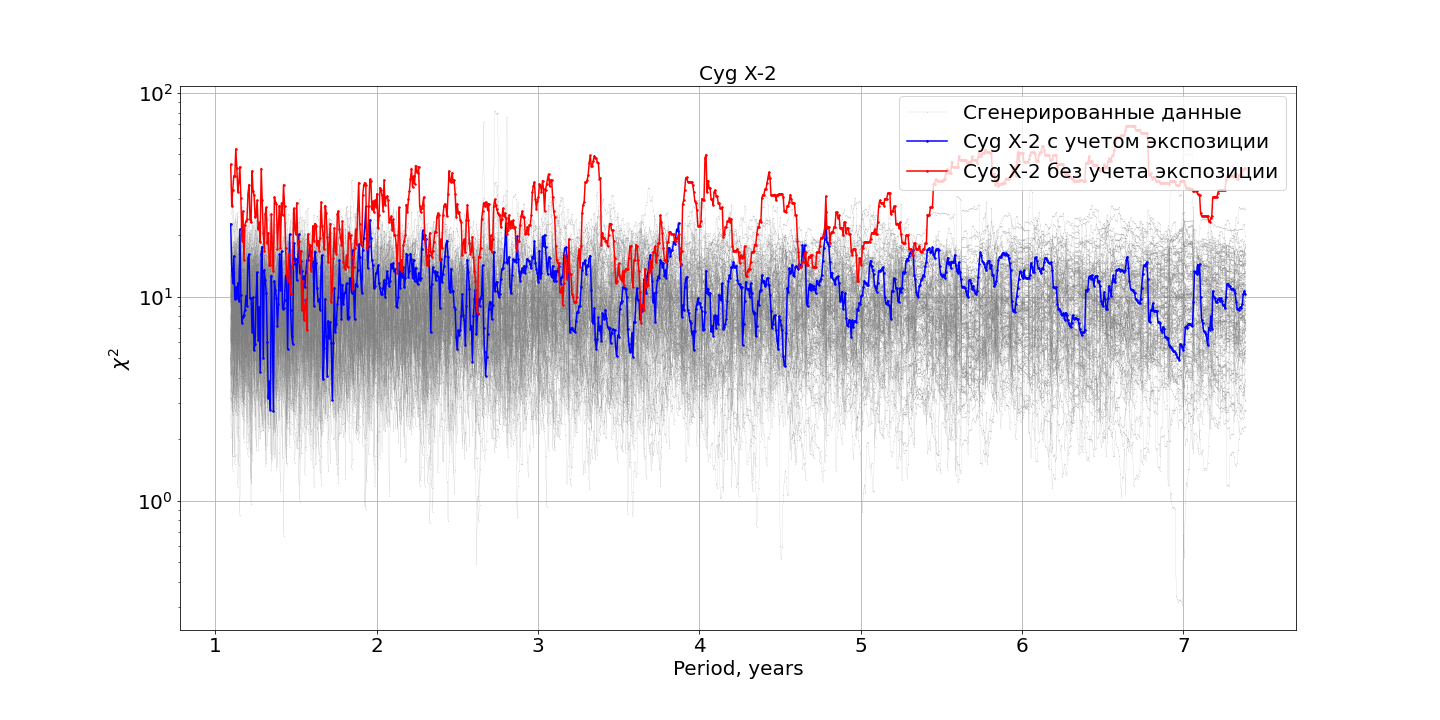 Cyg X-2
10²
10¹
10⁰
χ²
Сгенерированные данные
Cyg X-2 с учетом экспозиции
Cyg X-2 без учета экспозиции
1 2 3 4 5 6 7
Period, years